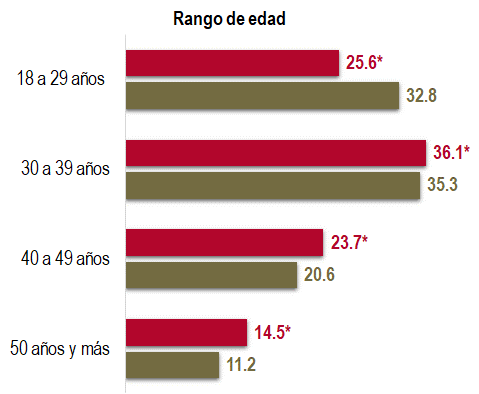 Rango de edad
18 a 29 años
25.6*
32.8
30 a 39 años
36.1*
35.3
40 a 49 años
23.7*
20.6
50 años y más
14.5*
11.2